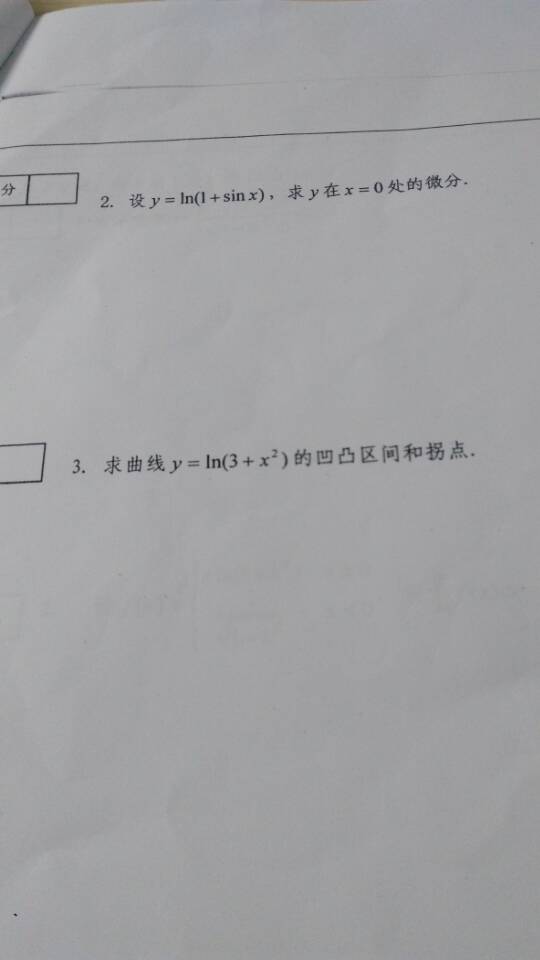 分
2. 设 y = ln(1 + sin x)，求 y 在 x = 0 处的微分.
3. 求曲线 y = ln(3 + x²) 的凹凸区间和拐点.